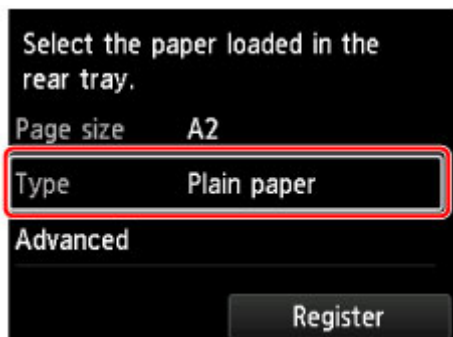 Select the paper loaded in the
rear tray.
Page size A2
Type Plain paper
Advanced
Register